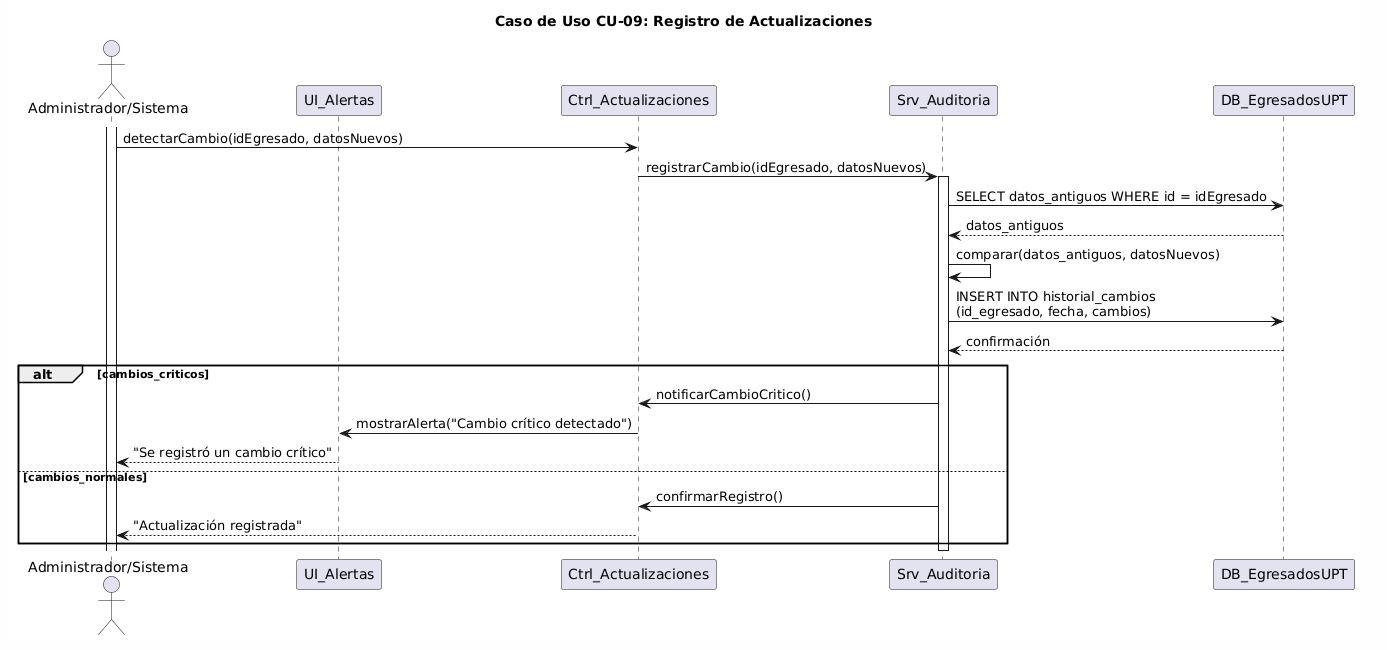 Caso de Uso CU-09: Registro de Actualizaciones
Administrador/Sistema
UI_Alertas
Ctrl_Actualizaciones
Srv_Auditoria
DB_EgresadosUPT
detectarCambio(idEgresado, datosNuevos)
registrarCambio(idEgresado, datosNuevos)
SELECT datos_antiguos WHERE id = idEgresado
datos_antiguos
comparar(datos_antiguos, datosNuevos)
INSERT INTO historial_cambios
(id_egresado, fecha, cambios)
confirmación
alt
[cambios_criticos]
notificarCambioCritico()
mostrarAlerta("Cambio crítico detectado")
"Se registró un cambio crítico"
[cambios_normales]
confirmarRegistro()
"Actualización registrada"
Administrador/Sistema
UI_Alertas
Ctrl_Actualizaciones
Srv_Auditoria
DB_EgresadosUPT